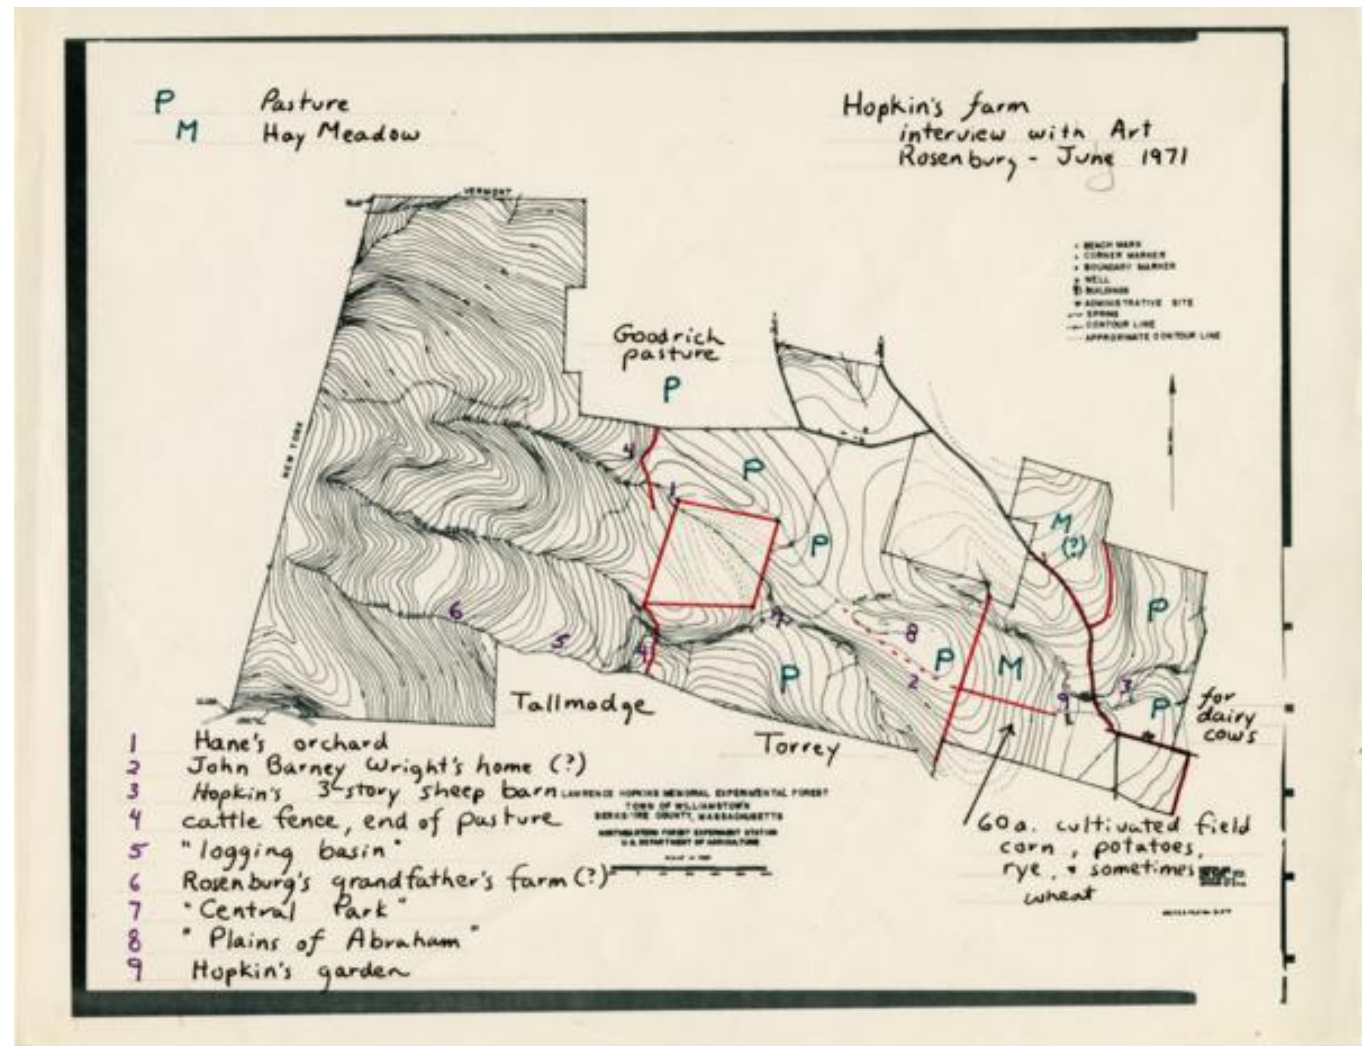 P Pasture
M Hay Meadow
Hopkin's farm
interview with Art
Rosenburg - June 1971
VERMONT
NEW YORK
BENCH MARK
CORNER MARKER
BOUNDARY MARKER
WELL
BUILDINGS
ADMINISTRATIVE SITE
SPRING
CONTOUR LINE
APPROXIMATE CONTOUR LINE
Goodrich
pasture
P
4
1
P
P
M
(?)
P
6
5
4
7
8
P
2
P
M
9
3
P
for
dairy
cows
Tallmadge
Torrey
1 Hane's orchard
2 John Barney Wright's home (?)
3 Hopkin's 3-story sheep barn
4 cattle fence, end of pasture
5 "logging basin"
6 Rosenburg's grandfather's farm (?)
7 "Central Park"
8 "Plains of Abraham"
9 Hopkin's garden
LAWRENCE HOPKINS MEMORIAL EXPERIMENTAL FOREST
TOWN OF WILLIAMSTOWN
BERKSHIRE COUNTY, MASSACHUSETTS
NORTHEASTERN FOREST EXPERIMENT STATION
U.S. DEPARTMENT OF AGRICULTURE
60 a. cultivated field
corn, potatoes,
rye, + sometimes
wheat